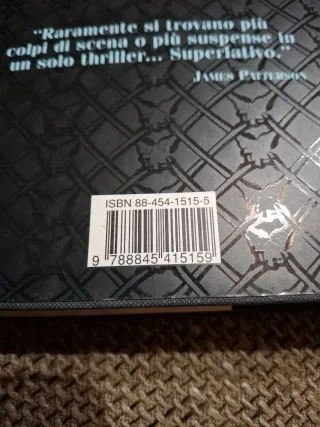 “Raramente si trovano più
colpi di scena o più suspense in
un solo thriller... Superlativo.”
JAMES PATTERSON
ISBN 88-454-1515-5
9 788845 415159